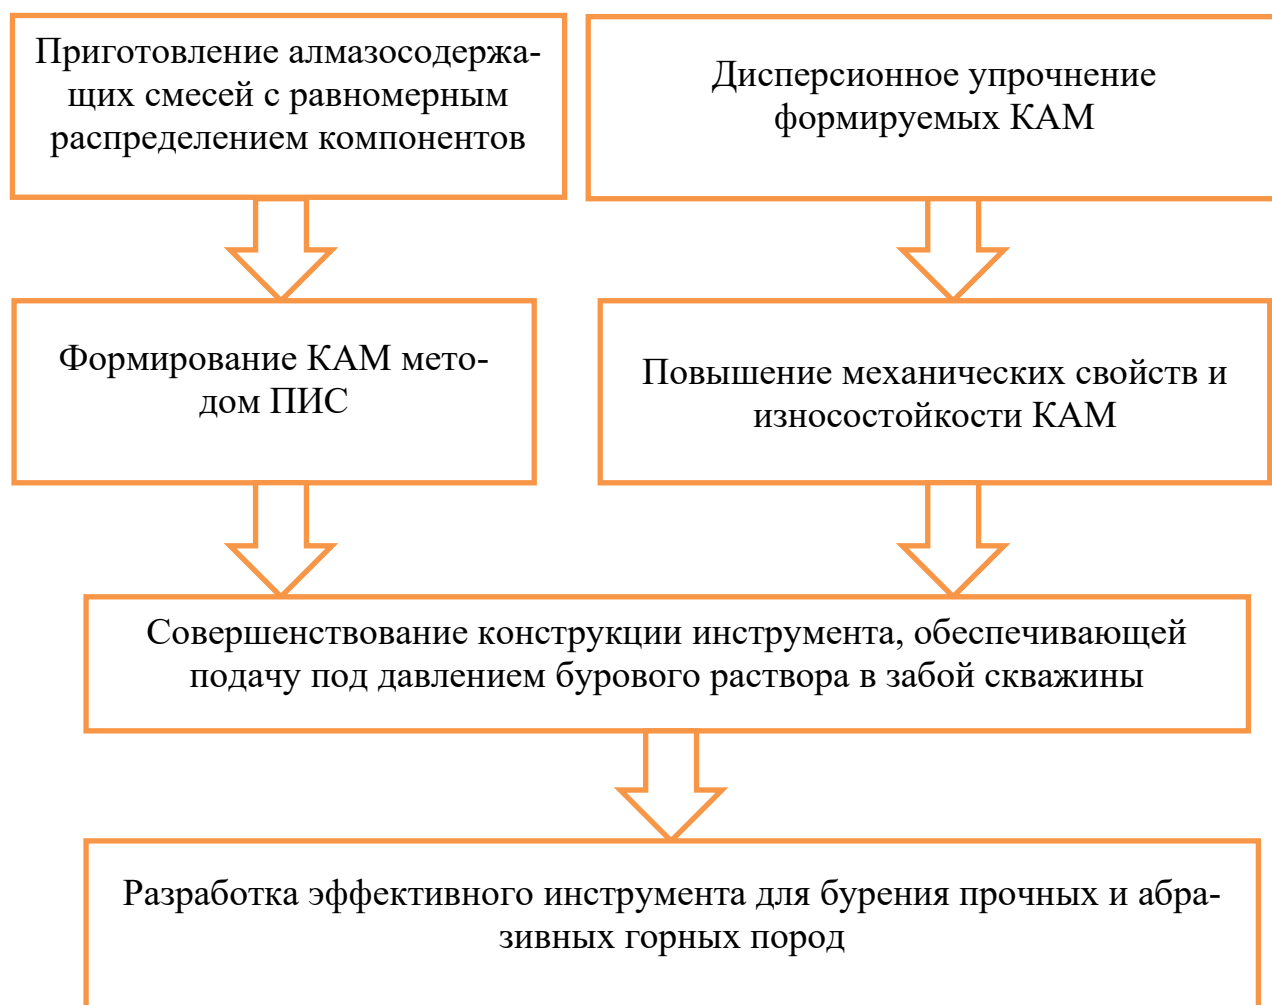 Приготовление алмазосодержа-
щих смесей с равномерным
распределением компонентов
Дисперсионное упрочнение
формируемых КАМ
Формирование КАМ мето-
дом ПИС
Повышение механических свойств и
износостойкости КАМ
Совершенствование конструкции инструмента, обеспечивающей
подачу под давлением бурового раствора в забой скважины
Разработка эффективного инструмента для бурения прочных и абра-
зивных горных пород